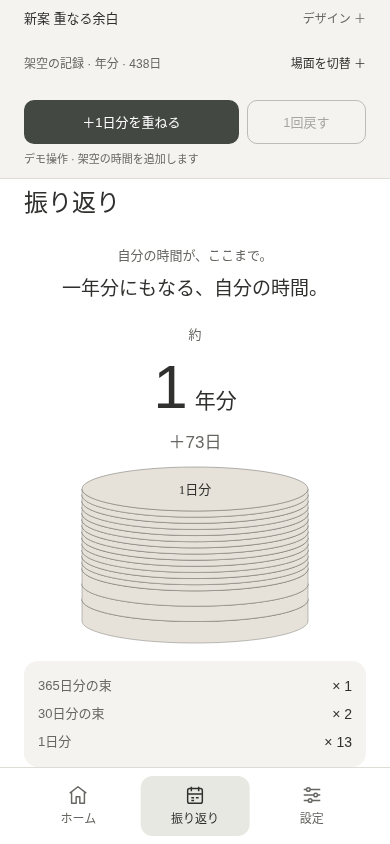 新案 重なる余白
デザイン ＋
架空の記録 · 年分 · 438日
場面を切替 ＋
＋1日分を重ねる
1回戻す
デモ操作 · 架空の時間を追加します
振り返り
自分の時間が、ここまで。
一年分にもなる、自分の時間。
約
1 年分
＋73日
1日分
365日分の束 × 1
30日分の束 × 2
1日分 × 13
ホーム
振り返り
設定